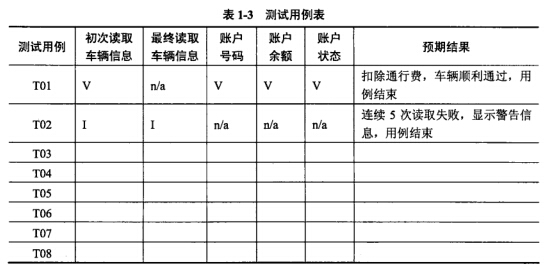 表 1-3 测试用例表
测试用例 初次读取车辆信息 最终读取车辆信息 账户号码 账户余额 账户状态 预期结果
T01 V n/a V V V 扣除通行费，车辆顺利通过，用例结束
T02 I I n/a n/a n/a 连续 5 次读取失败，显示警告信息，用例结束
T03
T04
T05
T06
T07
T08